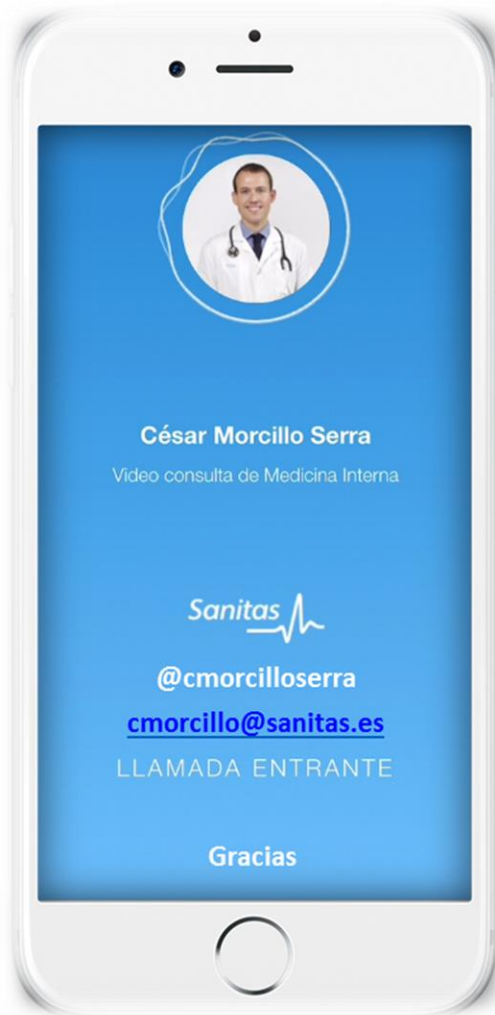 César Morcillo Serra
Video consulta de Medicina Interna
Sanitas
@cmorcilloserra
cmorcillo@sanitas.es
LLAMADA ENTRANTE
Gracias